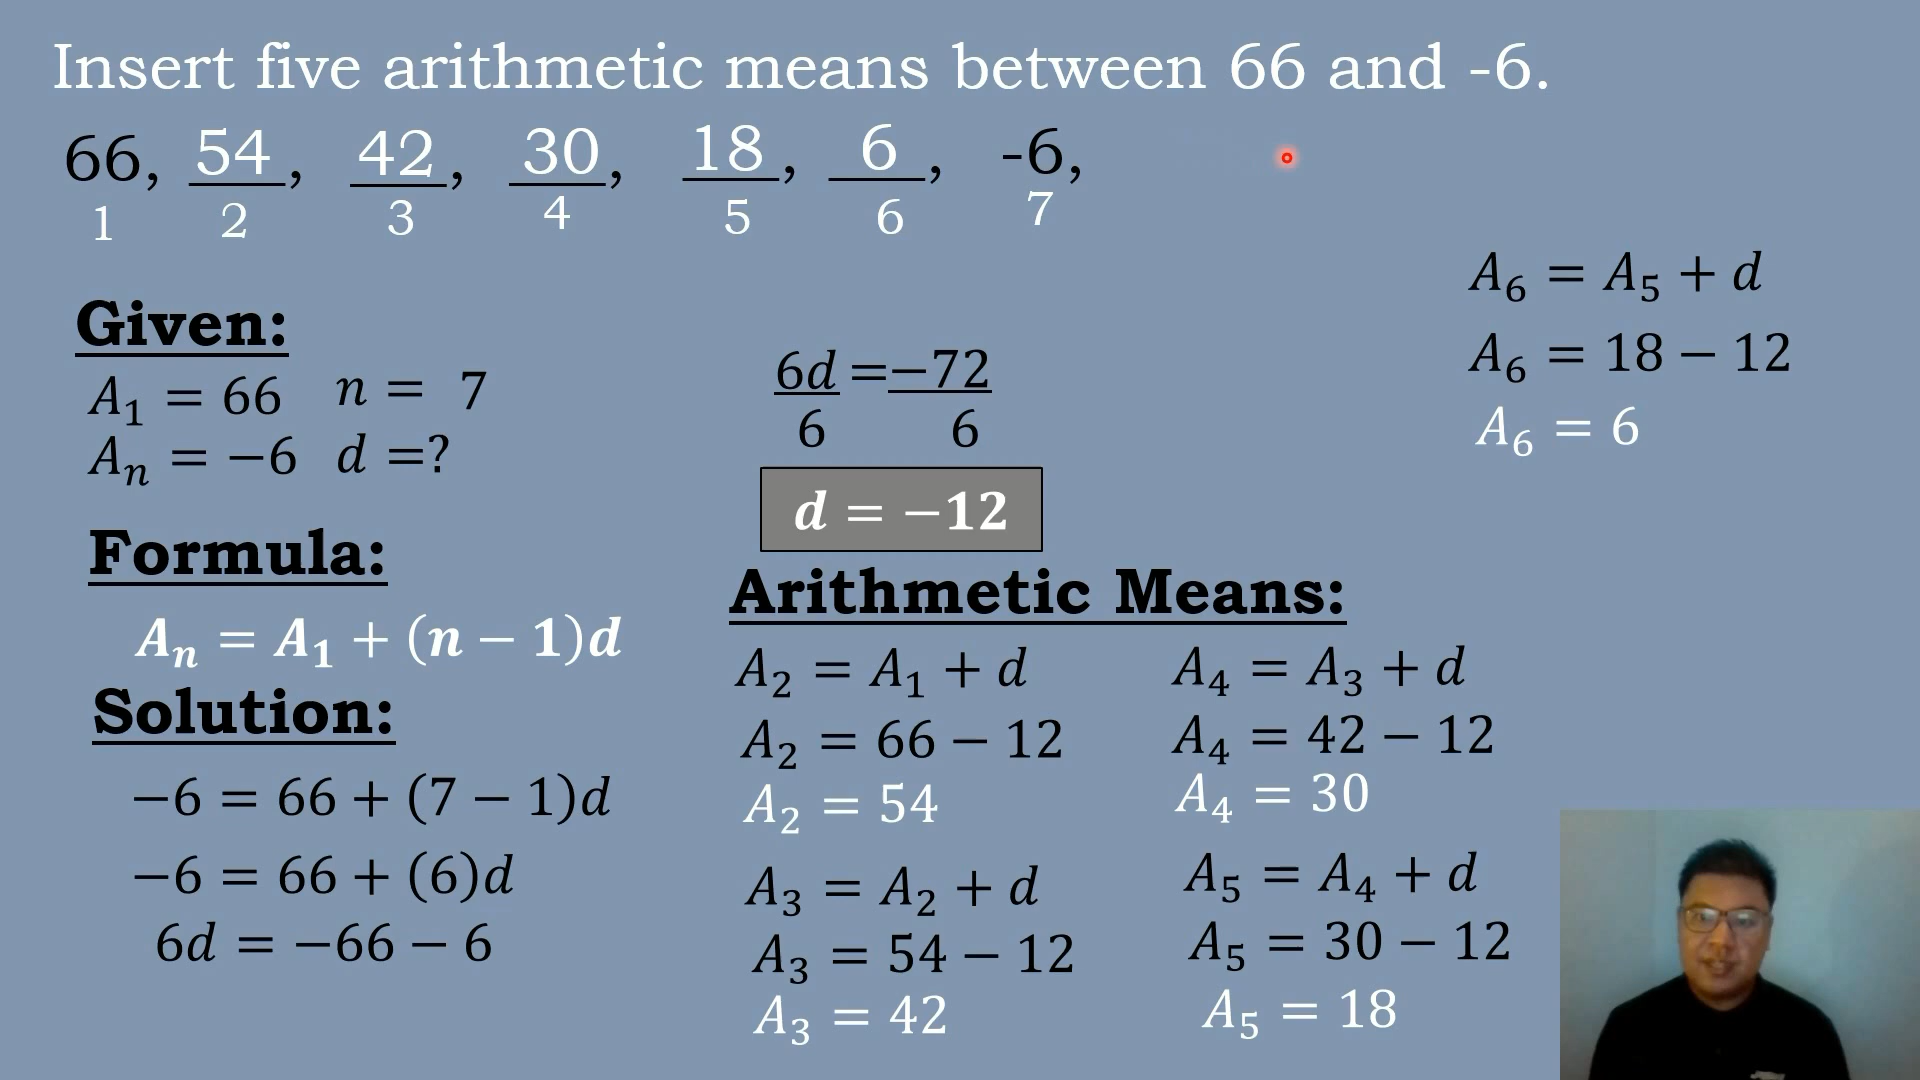 Insert five arithmetic means between 66 and -6.
66, 54, 42, 30, 18, 6, -6,
1 2 3 4 5 6 7
Given:
A₁ = 66 n = 7
Aₙ = −6 d =?
Formula:
Aₙ = A₁ + (n − 1)d
Solution:
−6 = 66 + (7 − 1)d
−6 = 66 + (6)d
6d = −66 − 6
6d = −72
6 6
d = −12
Arithmetic Means:
A₂ = A₁ + d
A₂ = 66 − 12
A₂ = 54
A₃ = A₂ + d
A₃ = 54 − 12
A₃ = 42
A₄ = A₃ + d
A₄ = 42 − 12
A₄ = 30
A₅ = A₄ + d
A₅ = 30 − 12
A₅ = 18
A₆ = A₅ + d
A₆ = 18 − 12
A₆ = 6